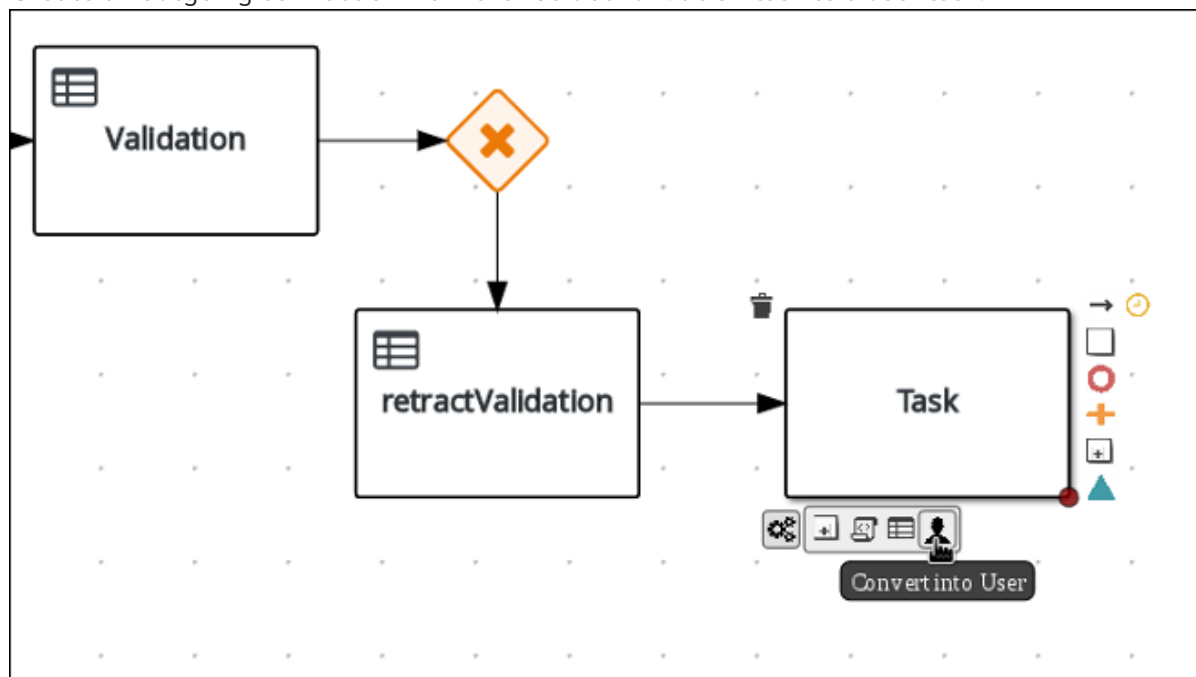 Validation
retractValidation
Task
Convert into User